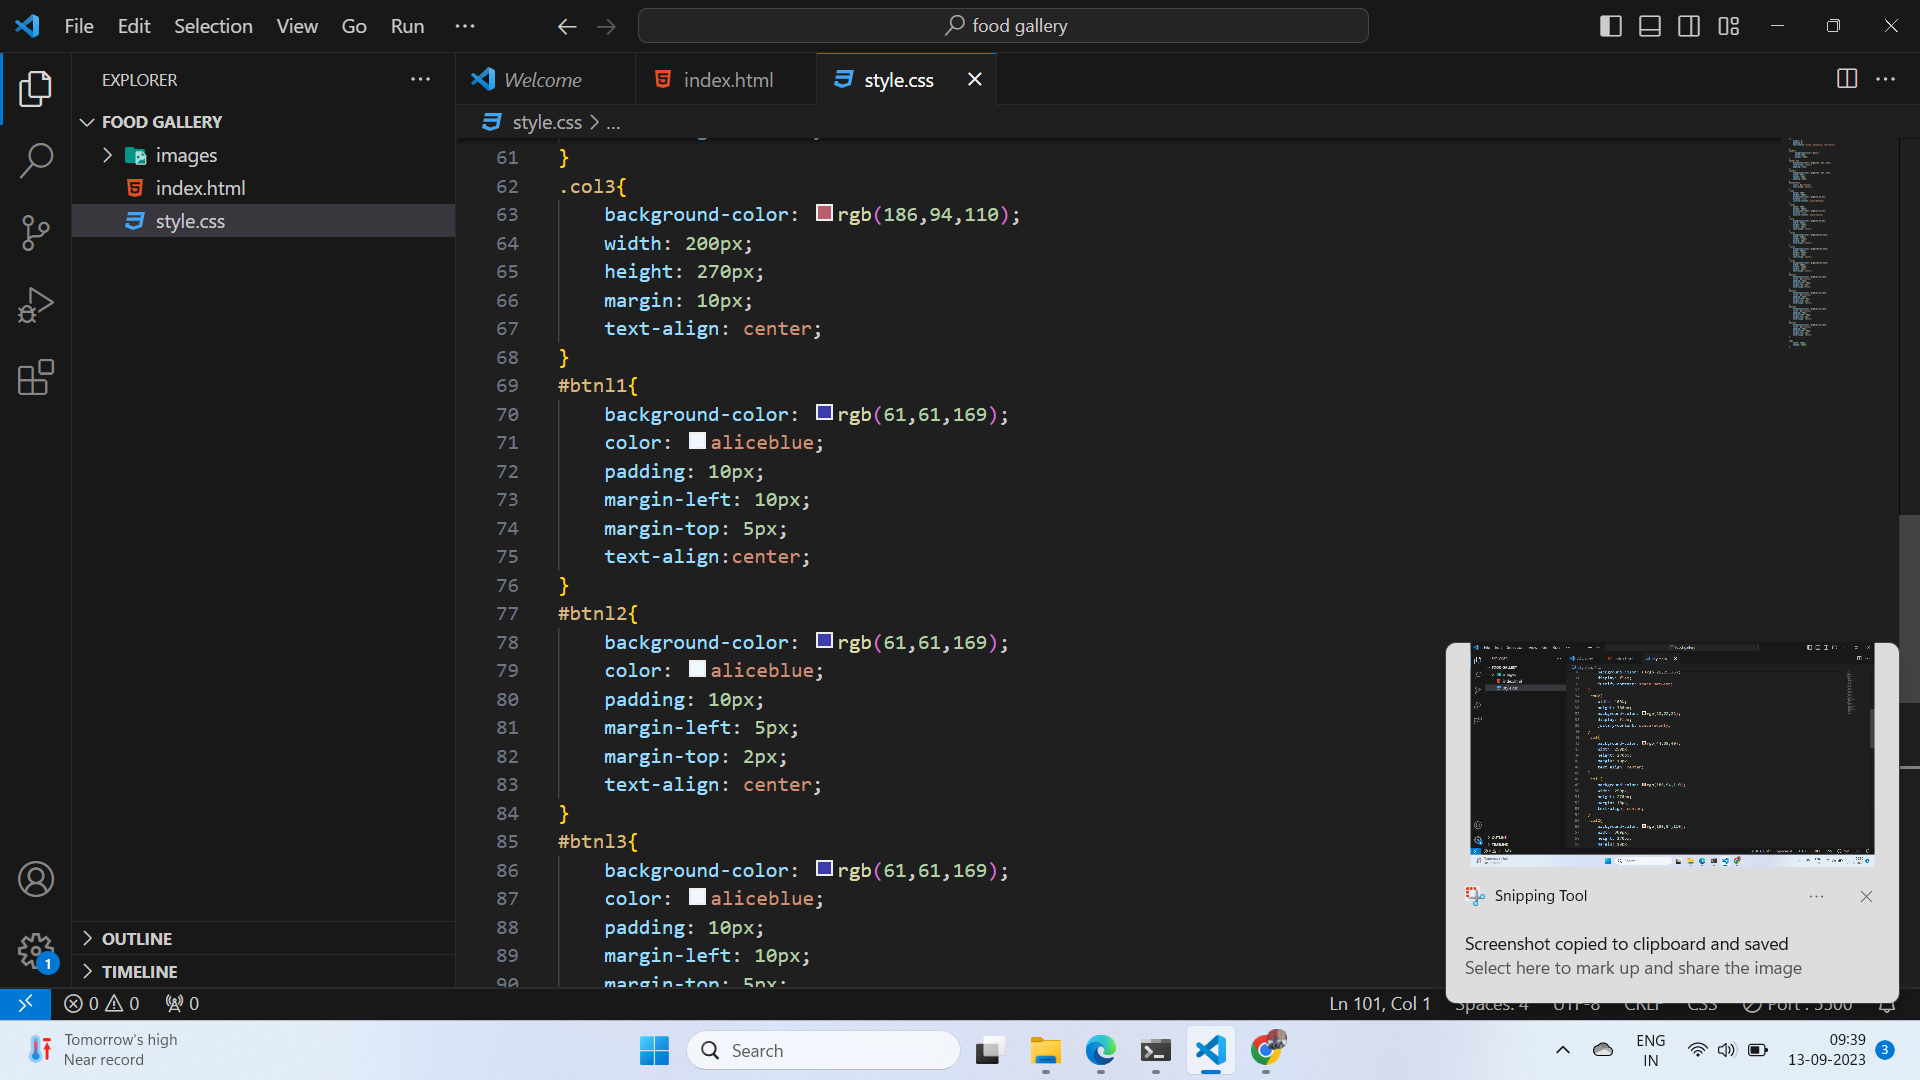 File Edit Selection View Go Run
food gallery
EXPLORER
FOOD GALLERY
images
index.html
style.css
OUTLINE
TIMELINE
Welcome
index.html
style.css
style.css > ...
61 }
62 .col3{
63 background-color: rgb(186,94,110);
64 width: 200px;
65 height: 270px;
66 margin: 10px;
67 text-align: center;
68 }
69 #btnl1{
70 background-color: rgb(61,61,169);
71 color: aliceblue;
72 padding: 10px;
73 margin-left: 10px;
74 margin-top: 5px;
75 text-align:center;
76 }
77 #btnl2{
78 background-color: rgb(61,61,169);
79 color: aliceblue;
80 padding: 10px;
81 margin-left: 5px;
82 margin-top: 2px;
83 text-align: center;
84 }
85 #btnl3{
86 background-color: rgb(61,61,169);
87 color: aliceblue;
88 padding: 10px;
89 margin-left: 10px;
90 margin-top: 5px;
Snipping Tool
Screenshot copied to clipboard and saved
Select here to mark up and share the image
1
0 0 0
Ln 101, Col 1 Spaces: 4 UTF-8 CRLF CSS Port : 5500
Tomorrow's high
Near record
Search
ENG
IN
09:39
13-09-2023
3